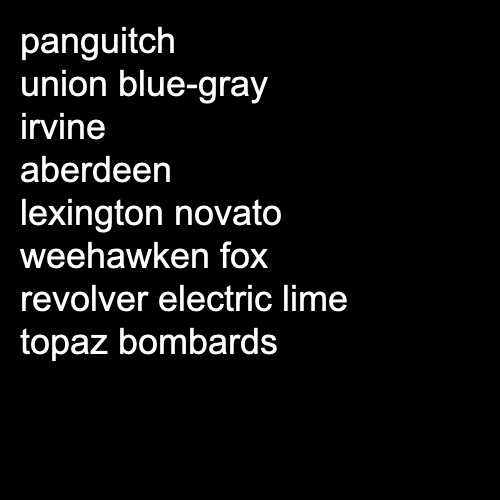 panguitch
union blue-gray
irvine
aberdeen
lexington novato
weehawken fox
revolver electric lime
topaz bombards